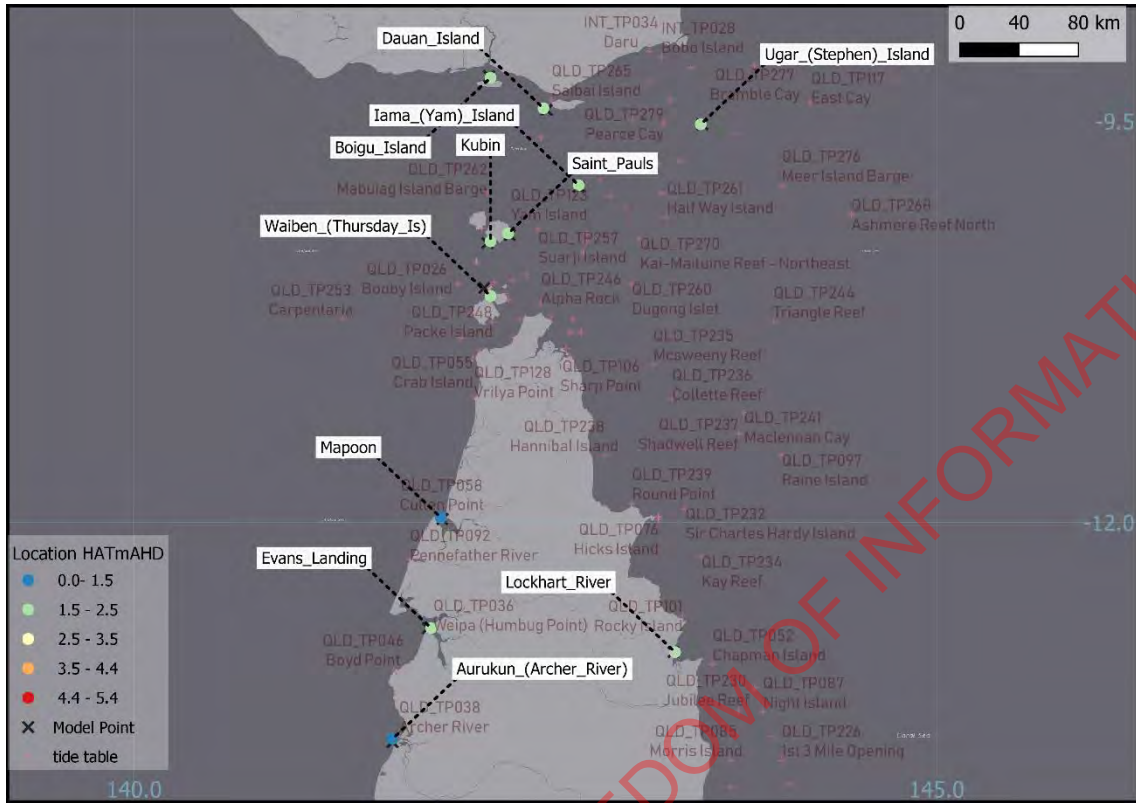 INT_TP034
Daru
INT_TP028
Bobo Island
Dauan_Island
0 40 80 km
Ugar_(Stephen)_Island
QLD_TP265
Saibai Island
QLD_TP277
Bramble Cay
QLD_TP117
East Cay
Iama_(Yam)_Island
QLD_TP279
Pearce Cay
-9.5
Boigu_Island
Kubin
Saint_Pauls
QLD_TP262
Mabuiag Island Barge
QLD_TP123
Yam Island
QLD_TP261
Half Way Island
QLD_TP276
Meer Island Barge
QLD_TP268
Ashmere Reef North
Waiben_(Thursday_Is)
QLD_TP257
Suarji Island
QLD_TP270
Kai-Maituine Reef - Northeast
QLD_TP026
Booby Island
QLD_TP246
Alpha Rock
QLD_TP253
Carpentaria
QLD_TP260
Dugong Islet
QLD_TP244
Triangle Reef
QLD_TP248
Packe Island
QLD_TP235
Mcsweeny Reef
QLD_TP055
Crab Island
QLD_TP128
Vrilya Point
QLD_TP106
Sharp Point
QLD_TP236
Collette Reef
QLD_TP238
Hannibal Island
QLD_TP237
Shadwell Reef
QLD_TP241
Maclennan Cay
Mapoon
QLD_TP097
Raine Island
QLD_TP058
Cullen Point
QLD_TP239
Round Point
QLD_TP232
Sir Charles Hardy Island
-12.0
QLD_TP092
Pennefather River
QLD_TP076
Hicks Island
QLD_TP234
Kay Reef
Evans_Landing
Lockhart_River
QLD_TP036
Weipa (Humbug Point)
QLD_TP101
Rocky Island
QLD_TP046
Boyd Point
QLD_TP052
Chapman Island
Aurukun_(Archer_River)
QLD_TP230
Jubilee Reef
QLD_TP087
Night Island
QLD_TP038
Archer River
QLD_TP085
Morris Island
QLD_TP226
1st 3 Mile Opening
Coral Sea
Location HATmAHD
0.0- 1.5
1.5 - 2.5
2.5 - 3.5
3.5 - 4.4
4.4 - 5.4
Model Point
tide table
140.0
145.0
EDOM OF INFORMATI